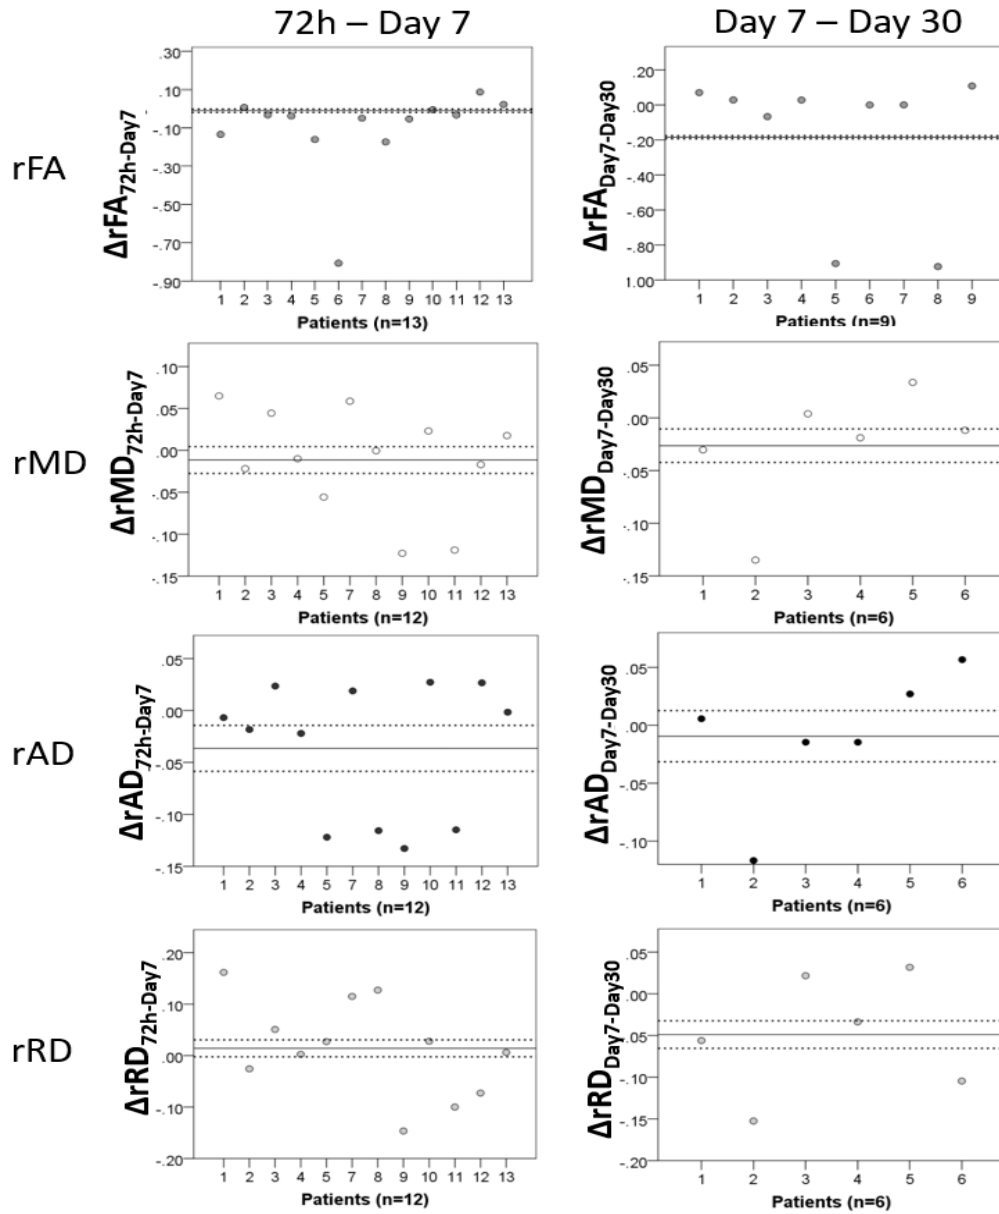 72h – Day 7
Day 7 – Day 30
rFA
ΔrFA72h-Day7
.30
.10
-.10
-.30
-.50
-.70
-.90
1 2 3 4 5 6 7 8 9 10 11 12 13
Patients (n=13)
ΔrFADay7-Day30
.20
.00
-.20
-.40
-.60
-.80
1.00
1 2 3 4 5 6 7 8 9
Patients (n=9)
rMD
ΔrMD72h-Day7
.10
.05
.00
-.05
-.10
-.15
1 2 3 4 5 7 8 9 10 11 12 13
Patients (n=12)
ΔrMDDay7-Day30
.05
.00
-.05
-.10
-.15
1 2 3 4 5 6
Patients (n=6)
rAD
ΔrAD72h-Day7
.05
.00
-.05
-.10
-.15
1 2 3 4 5 7 8 9 10 11 12 13
Patients (n=12)
ΔrADDay7-Day30
.05
.00
-.05
-.10
1 2 3 4 5 6
Patients (n=6)
rRD
ΔrRD72h-Day7
.20
.10
.00
-.10
-.20
1 2 3 4 5 7 8 9 10 11 12 13
Patients (n=12)
ΔrRDDay7-Day30
.05
.00
-.05
-.10
-.15
-.20
1 2 3 4 5 6
Patients (n=6)